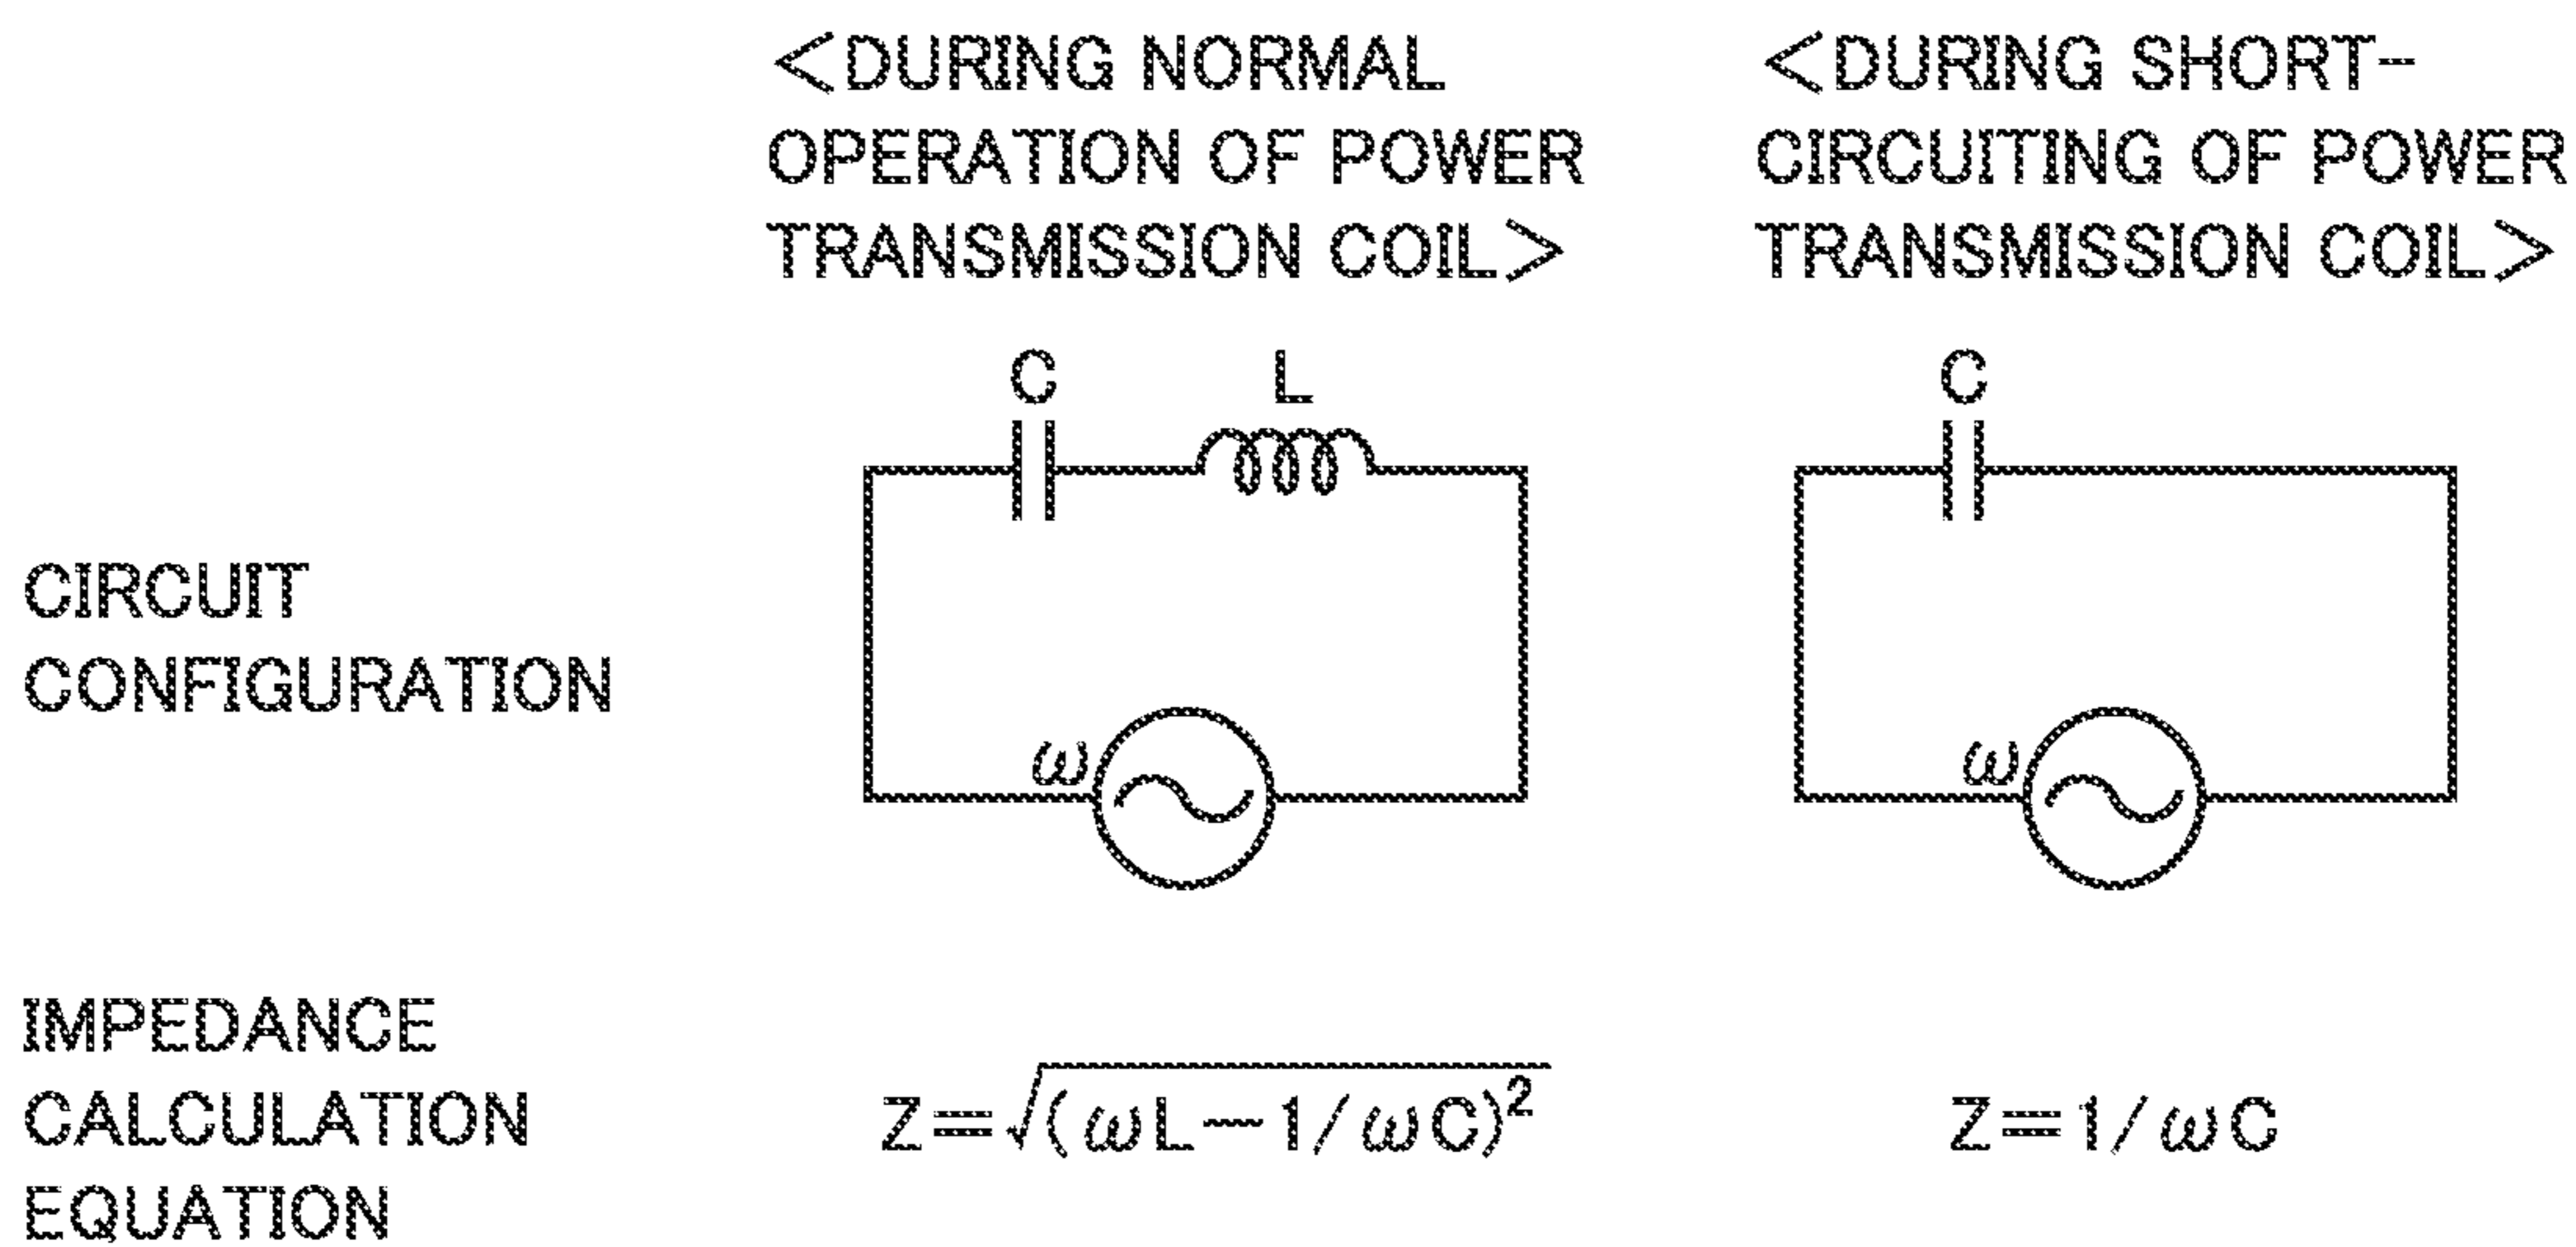 <DURING NORMAL
OPERATION OF POWER
TRANSMISSION COIL>
<DURING SHORT-
CIRCUITING OF POWER
TRANSMISSION COIL>
C
L
C
CIRCUIT
CONFIGURATION
ω
ω
IMPEDANCE
CALCULATION
EQUATION
Z=√(ωL-1/ωC)²
Z=1/ωC